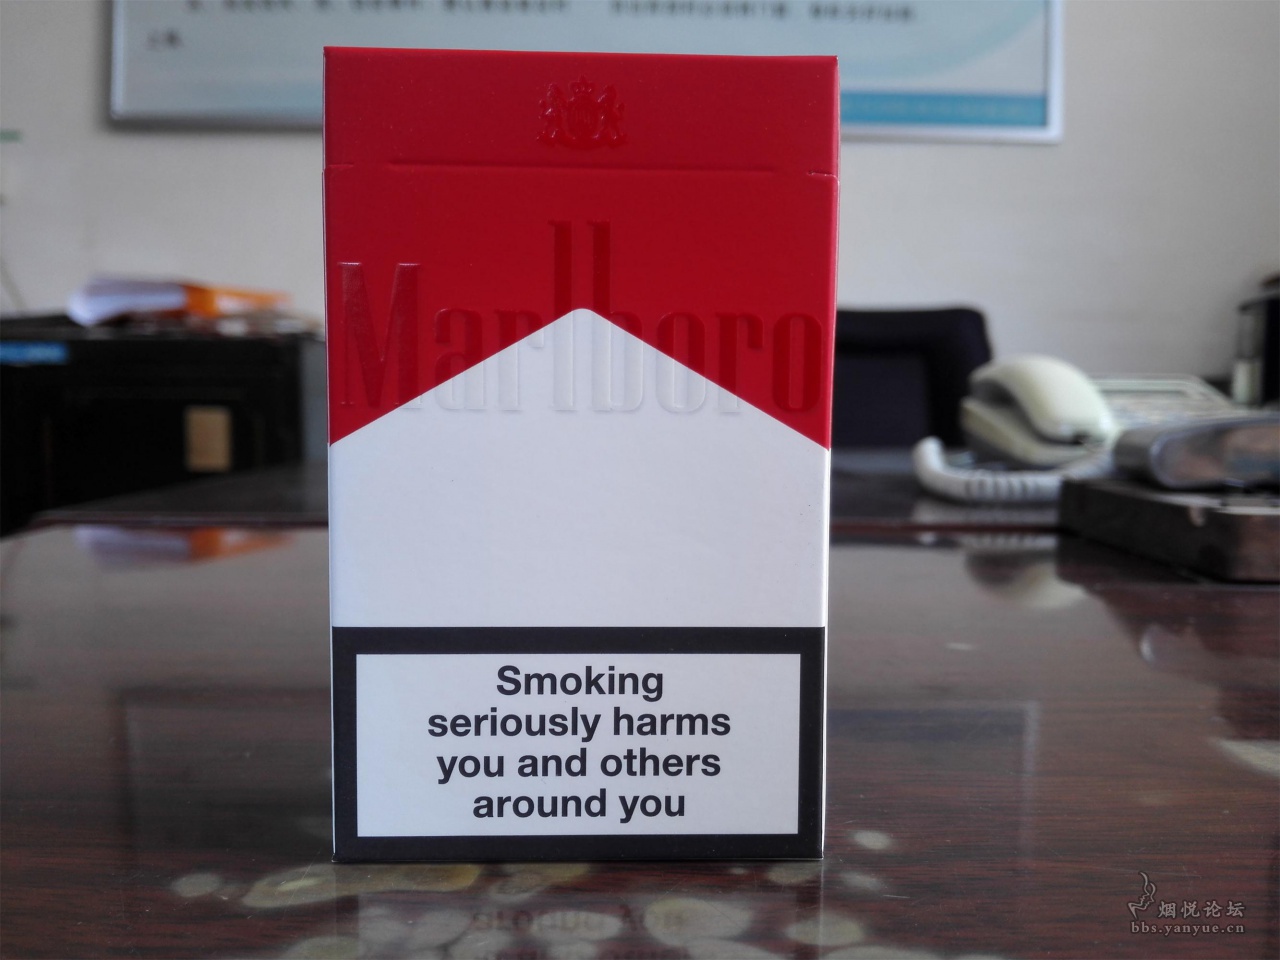 Marlboro
Smoking
seriously harms
you and others
around you
烟悦论坛
bbs.yanyue.cn